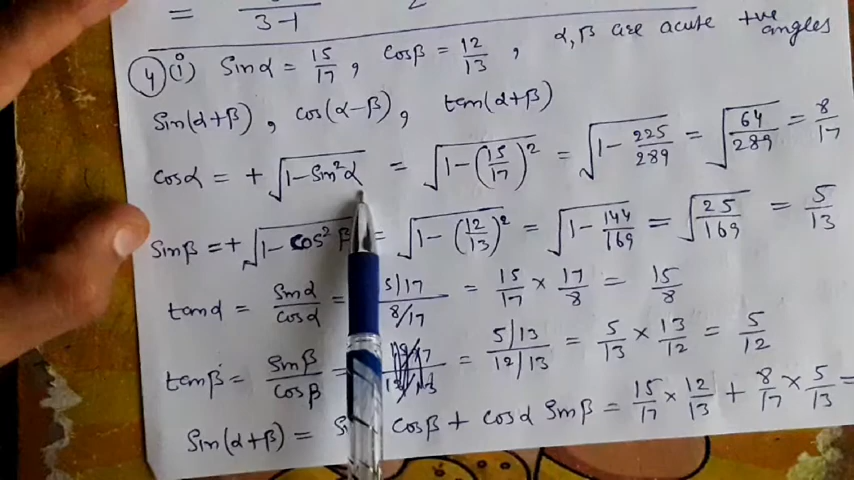 = 3-1 2
④ (i) Sinα = 15/17, cosβ = 12/13, α, β are acute +ve angles
Sin(α+β), cos(α-β), tan(α+β)
cosα = +√(1-Sin²α) = √(1-(15/17)²) = √(1-225/289) = √(64/289) = 8/17
Sinβ = +√(1-cos²β) = √(1-(12/13)²) = √(1-144/169) = √(25/169) = 5/13
tanα = Sinα/cosα = 5/17 / 8/17 = 15/17 × 17/8 = 15/8
tanβ = Sinβ/cosβ = = 5/13 / 12/13 = 5/13 × 13/12 = 5/12
Sin(α+β) = cosβ + cosα Sinβ = 15/17 × 12/13 + 8/17 × 5/13 =